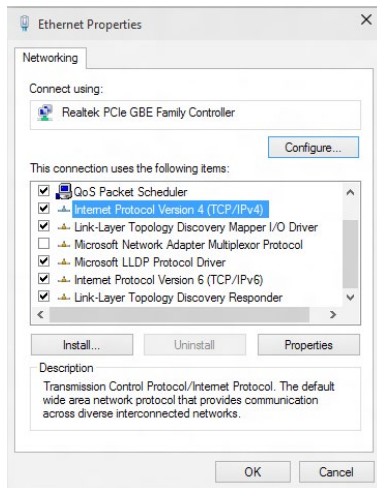 Ethernet Properties
Networking
Connect using:
Realtek PCIe GBE Family Controller
Configure...
This connection uses the following items:
QoS Packet Scheduler
Internet Protocol Version 4 (TCP/IPv4)
Link-Layer Topology Discovery Mapper I/O Driver
Microsoft Network Adapter Multiplexor Protocol
Microsoft LLDP Protocol Driver
Internet Protocol Version 6 (TCP/IPv6)
Link-Layer Topology Discovery Responder
Install...
Uninstall
Properties
Description
Transmission Control Protocol/Internet Protocol. The default
wide area network protocol that provides communication
across diverse interconnected networks.
OK
Cancel